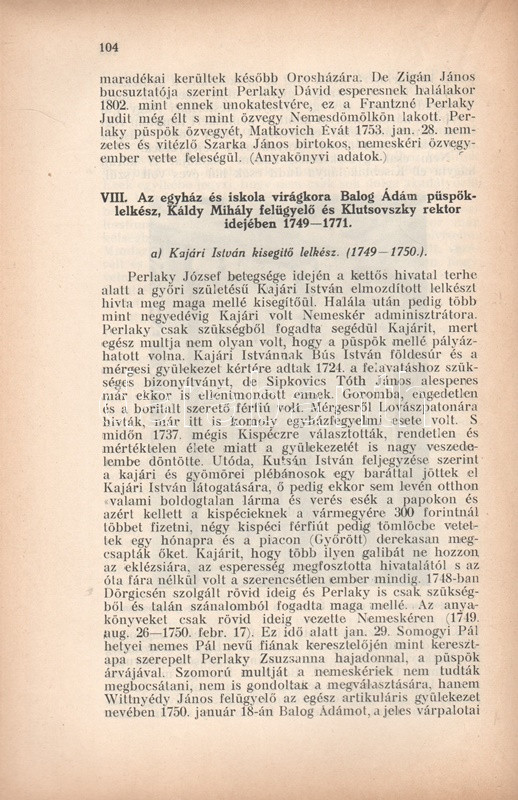 104
maradékai kerültek később Orosházára. De Zigán János
bucsuztatója szerint Perlaky Dávid esperesnek halálakor
1802. mint ennek unokatestvére, ez a Frantzné Perlaky
Judit még élt s mint özvegy Nemesdömölkön lakott. Per-
laky püspök özvegyét, Matkovich Évát 1753. jan. 28. nem-
zetes és vitézlő Szarka János birtokos, nemeskéri özvegy-
ember vette feleségül. (Anyakönyvi adatok.)
VIII. Az egyház és iskola virágkora Balog Ádám püspök-
lelkész, Káldy Mihály felügyelő és Klutsovszky rektor
idejében 1749—1771.
a) Kajári István kisegitő lelkész. (1749—1750.).
Perlaky József betegsége idején a kettős hivatal terhe
alatt a győri születésű Kajári István elmozdított lelkészt
hivta meg maga mellé kisegítőül. Halála után pedig több
mint negyedévig Kajári volt Nemeskér adminisztrátora.
Perlaky csak szükségből fogadta segédül Kajárit, mert
egész multja nem olyan volt, hogy a püspök mellé pályáz-
hatott volna. Kajári Istvánnak Bús István földesúr és a
mérgesi gyülekezet kértére adtak 1724. a felavatáshoz szük-
séges bizonyítványt, de Sipkovics Tóth János alesperes
már ekkor is ellentmondott ennek. Goromba, engedetlen
és a boritalt szerető férfiú volt. Mérgesről Lovászpatonára
hivták, már itt is komoly egyházfegyelmi esete volt. S
midőn 1737. mégis Kispéczre választották, rendetlen és
mértéktelen élete miatt a gyülekezetét is nagy veszede-
lembe döntötte. Utóda, Kutsán István feljegyzése szerint
a kajári és gyömörei plébánosok egy baráttal jöttek el
Kajári István látogatására, ő pedig ekkor sem levén otthon
«valami boldogtalan lárma és verés esék a papokon és
azért kellett a kispécieknek a vármegyére 300 forintnál
többet fizetni, négy kispéci férfiút pedig tömlöcbe vetet-
tek egy hónapra és a piacon (Győrött) derekasan meg-
csapták őket. Kajárit, hogy több ilyen galibát ne hozzon
az eklézsiára, az esperesség megfosztotta hivatalától s az
óta fára nélkül volt a szerencsétlen ember mindig. 1748-ban
Dörgicsén szolgált rövid ideig és Perlaky is csak szükség-
ből és talán szánalomból fogadta maga mellé. Az anya-
könyveket csak rövid ideig vezette Nemeskéren (1749.
aug. 26—1750. febr. 17). Ez idő alatt jan. 29. Somogyi Pál
hetyei nemes Pál nevű fiának keresztelőjén mint kereszt-
apa szerepelt Perlaky Zsuzsanna hajadonnal, a püspök
árvájával. Szomorú multját a nemeskériek nem tudták
megbocsátani, nem is gondoltak a megválasztására, hanem
Wittnyédy János felügyelő az egész artikuláris gyülekezet
nevében 1750. január 18-án Balog Ádámot, a jeles várpalotai